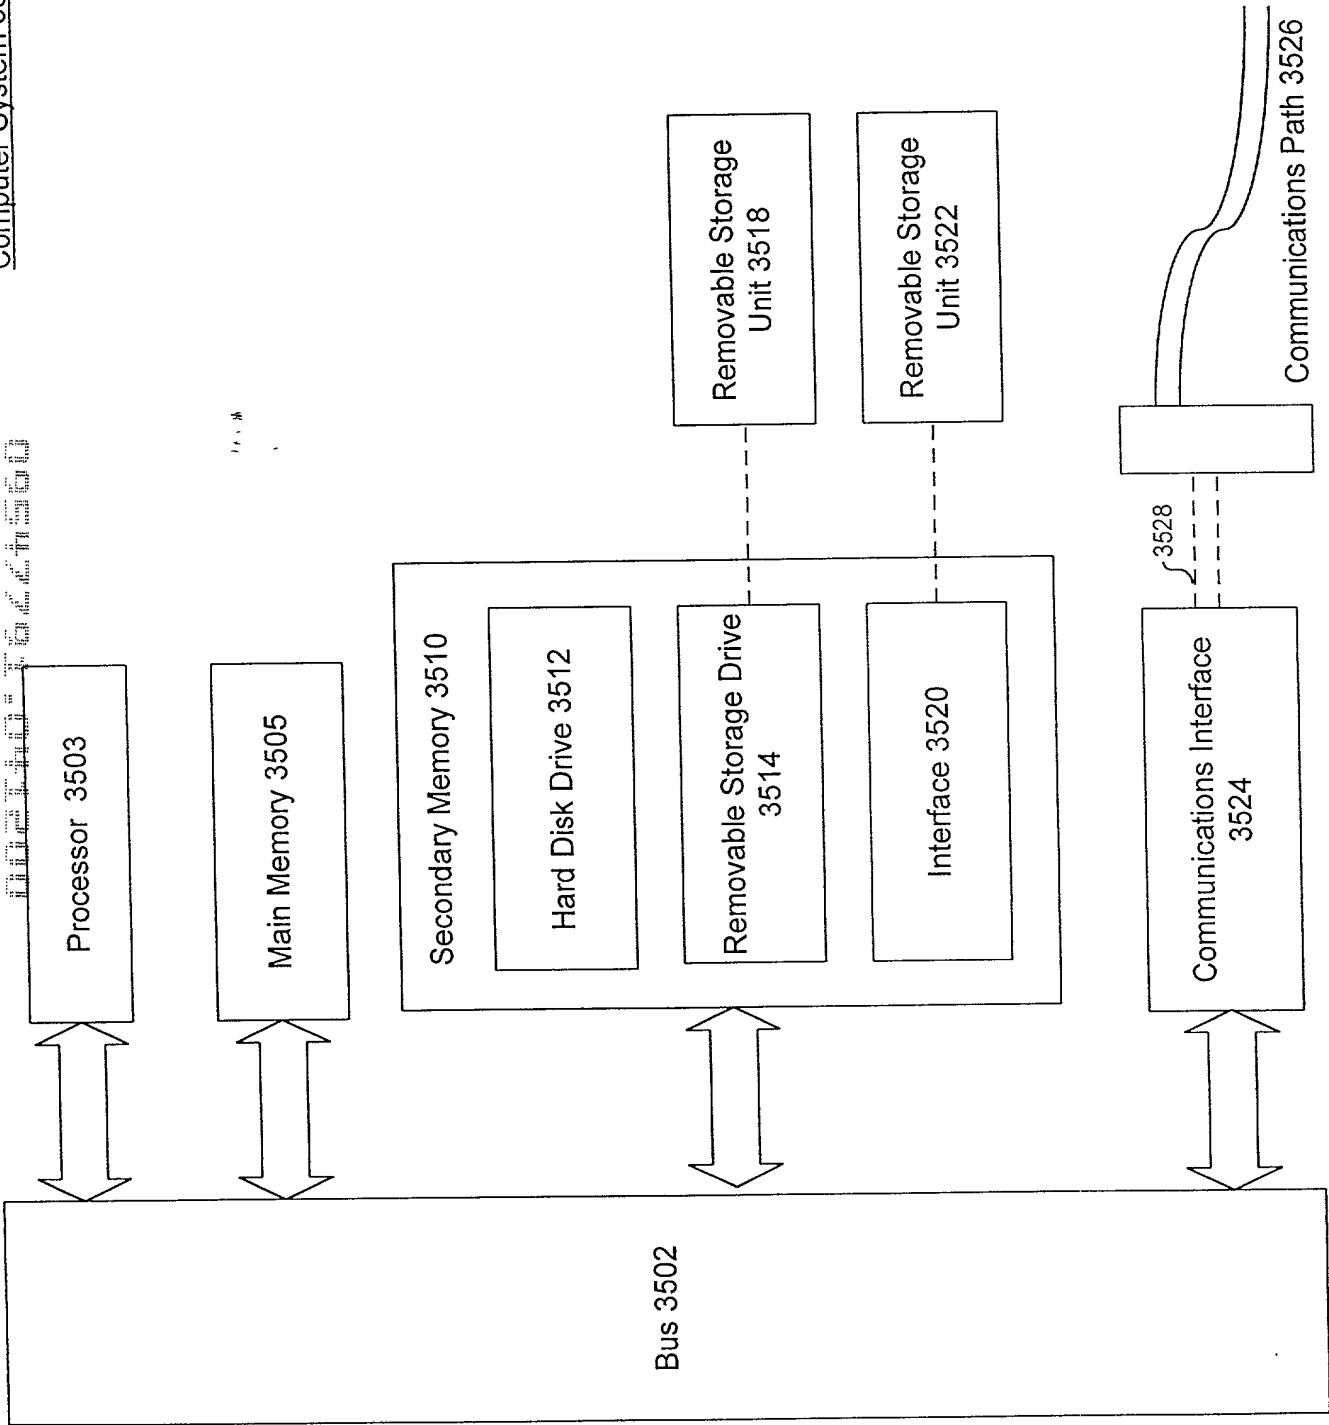 Computer System
Processor 3503
Main Memory 3505
Secondary Memory 3510
Hard Disk Drive 3512
Removable Storage Drive
3514
Interface 3520
Removable Storage
Unit 3518
Removable Storage
Unit 3522
Communications Interface
3524
3528
Communications Path 3526
Bus 3502